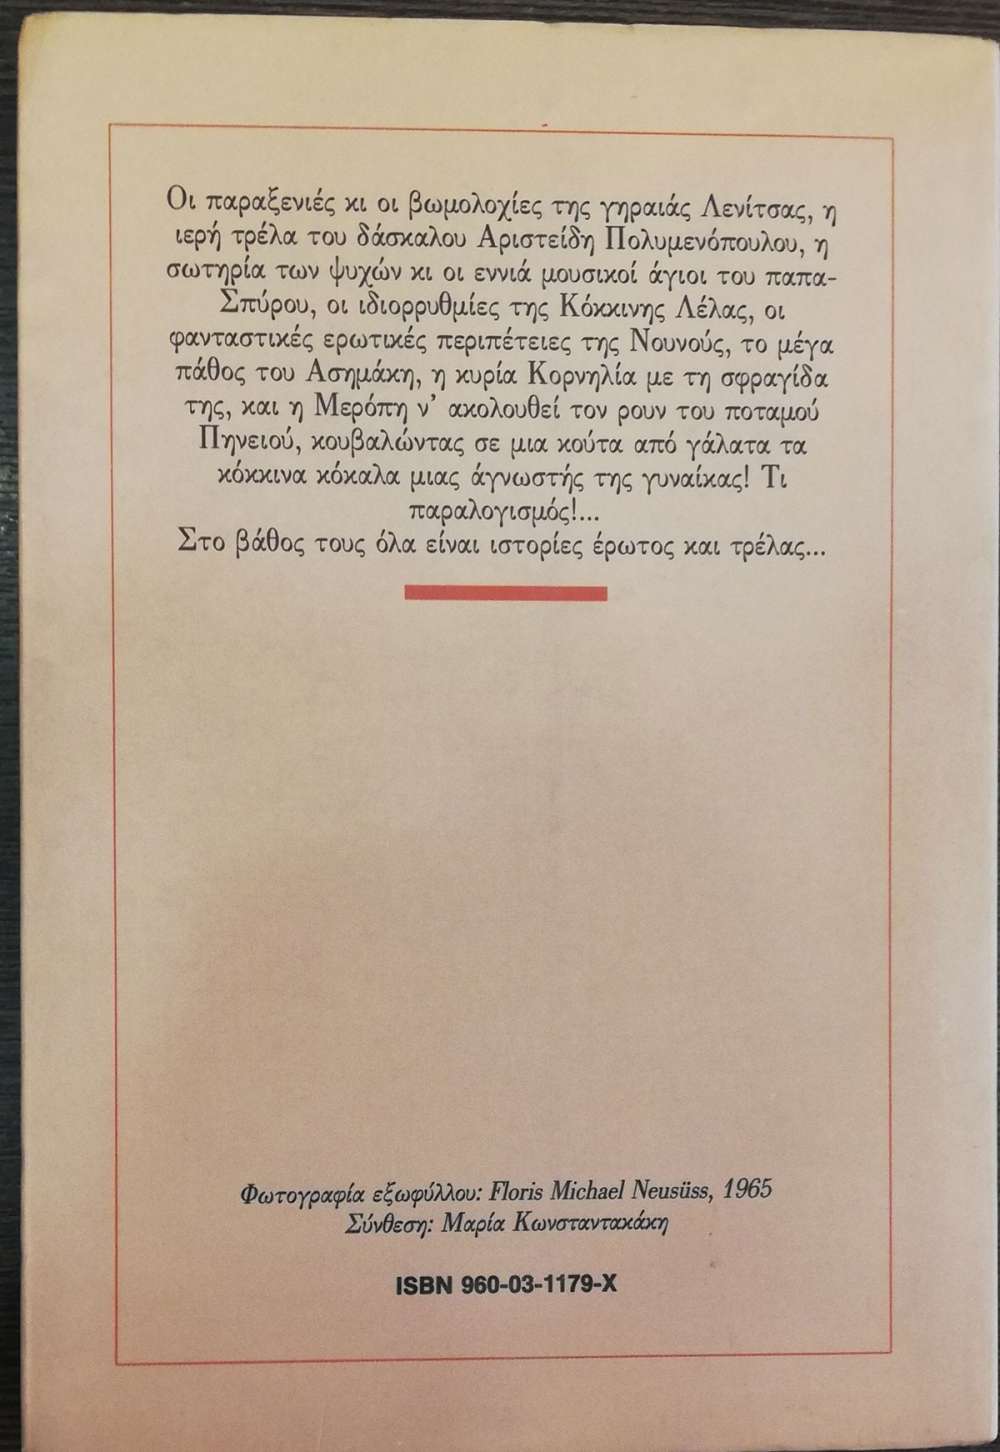 Οι παραξενιές κι οι βωμολοχίες της γηραιάς Λενίτσας, η
ιερή τρέλα του δάσκαλου Αριστείδη Πολυμενόπουλου, η
σωτηρία των ψυχών κι οι εννιά μουσικοί άγιοι του παπα-
Σπύρου, οι ιδιορρυθμίες της Κόκκινης Λέλας, οι
φανταστικές ερωτικές περιπέτειες της Νουνούς, το μέγα
πάθος του Ασημάκη, η κυρία Κορνηλία με τη σφραγίδα
της, και η Μερόπη ν' ακολουθεί τον ρουν του ποταμού
Πηνειού, κουβαλώντας σε μια κούτα από γάλατα τα
κόκκινα κόκαλα μιας άγνωστής της γυναίκας! Τι
παραλογισμός!...
Στο βάθος τους όλα είναι ιστορίες έρωτος και τρέλας...
Φωτογραφία εξωφύλλου: Floris Michael Neusüss, 1965
Σύνθεση: Μαρία Κωνσταντακάκη
ISBN 960-03-1179-X